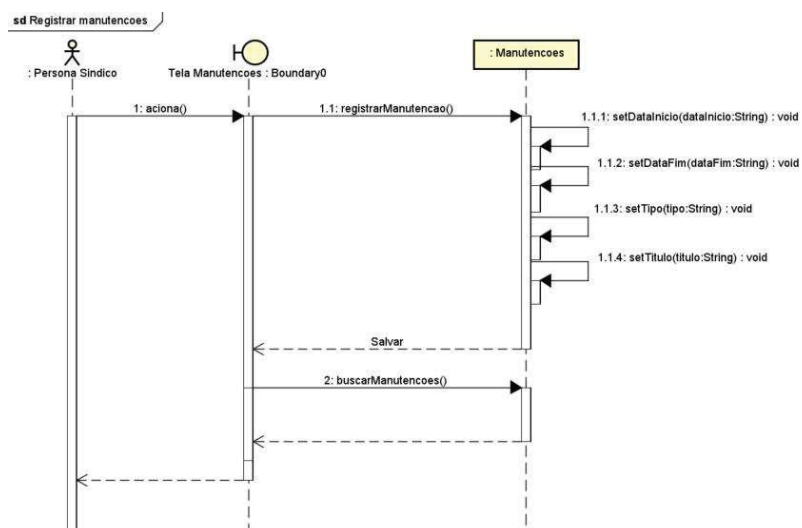 sd Registrar manutencoes
: Persona Sindico
Tela Manutencoes : Boundary0
: Manutencoes
1: aciona()
1.1: registrarManutencao()
1.1.1: setDataInicio(dataInicio:String) : void
1.1.2: setDataFim(dataFim:String) : void
1.1.3: setTipo(tipo:String) : void
1.1.4: setTitulo(titulo:String) : void
Salvar
2: buscarManutencoes()